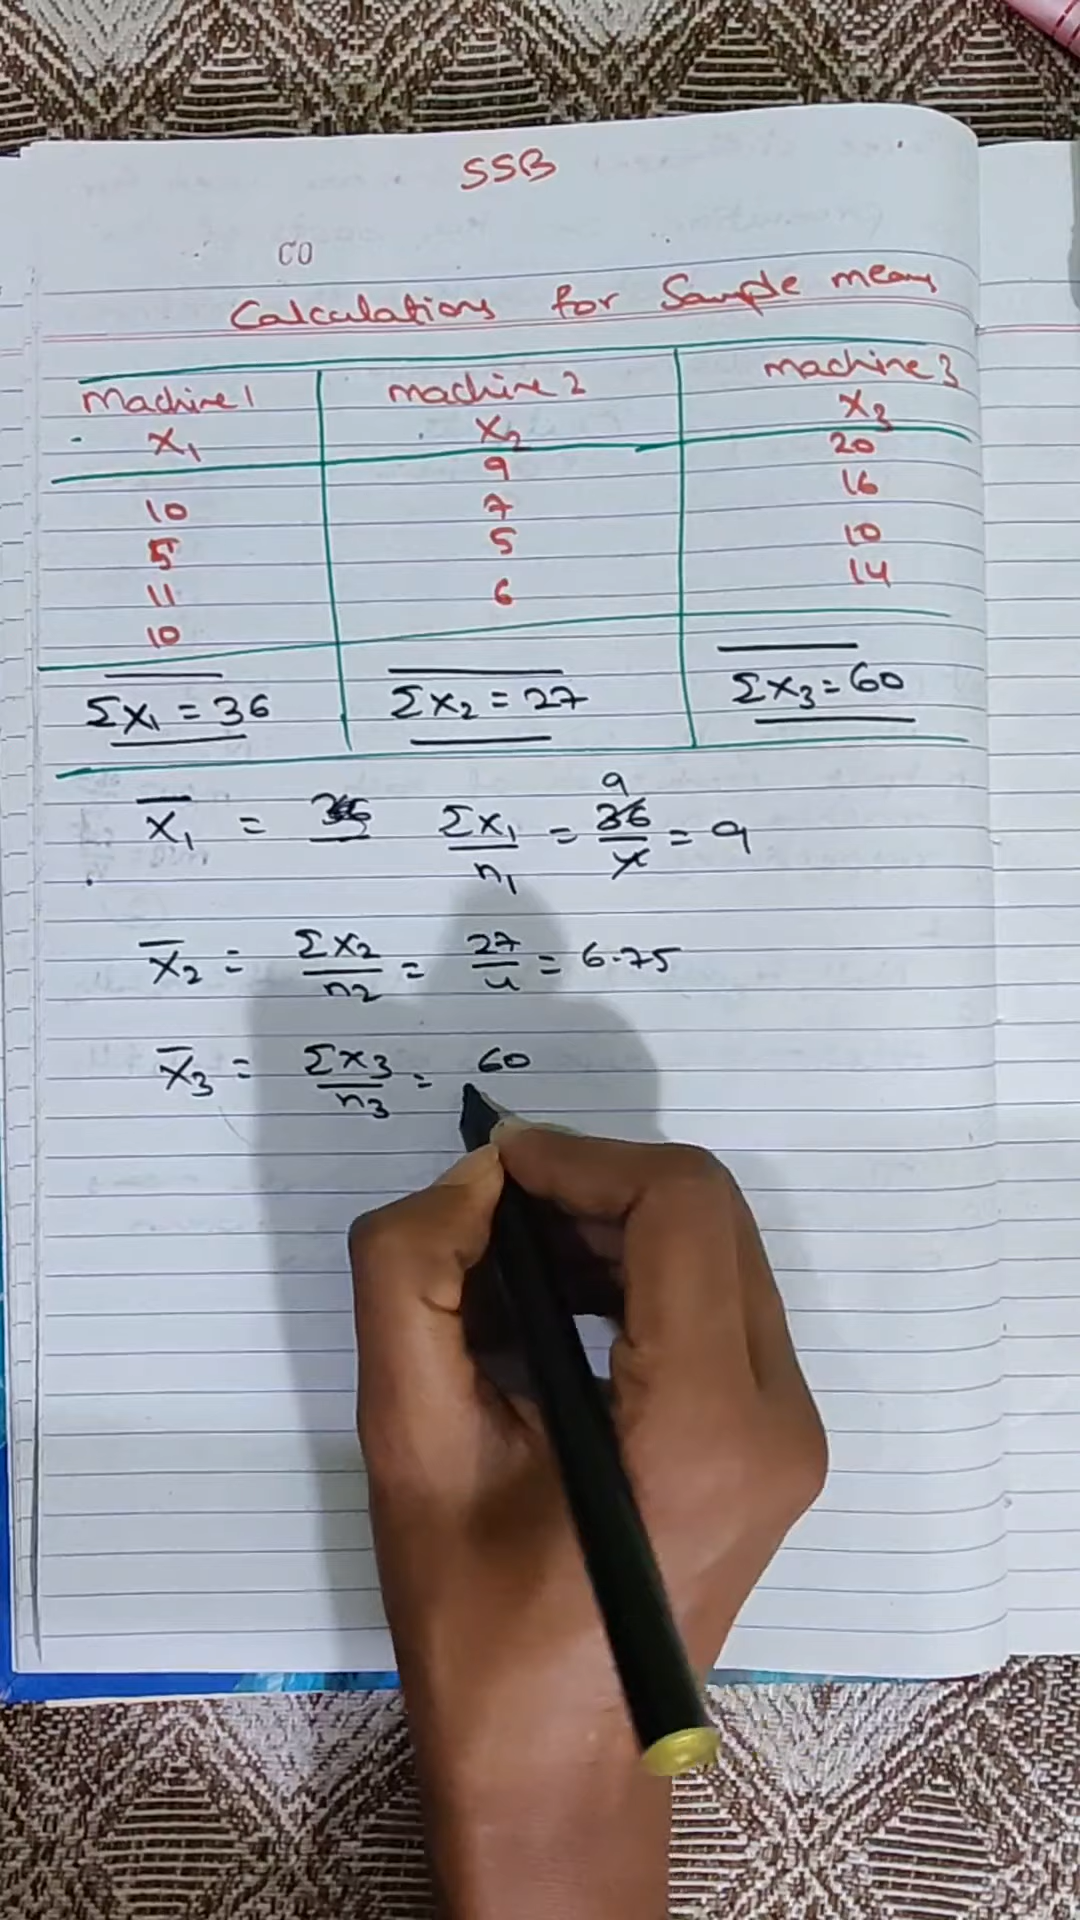 SSB
CO
Calculations for Sample means
Machine 1 machine 2 machine 3
X₁ X₂ X₃
9 20
10 7 16
5 5 10
11 6 14
10
ΣX₁ = 36 ΣX₂ = 27 ΣX₃ = 60
X̄₁ = ΣX₁/n₁ = 36/4 9 = 9
X̄₂ = ΣX₂/n₂ = 27/4 = 6.75
X̄₃ = ΣX₃/n₃ = 60